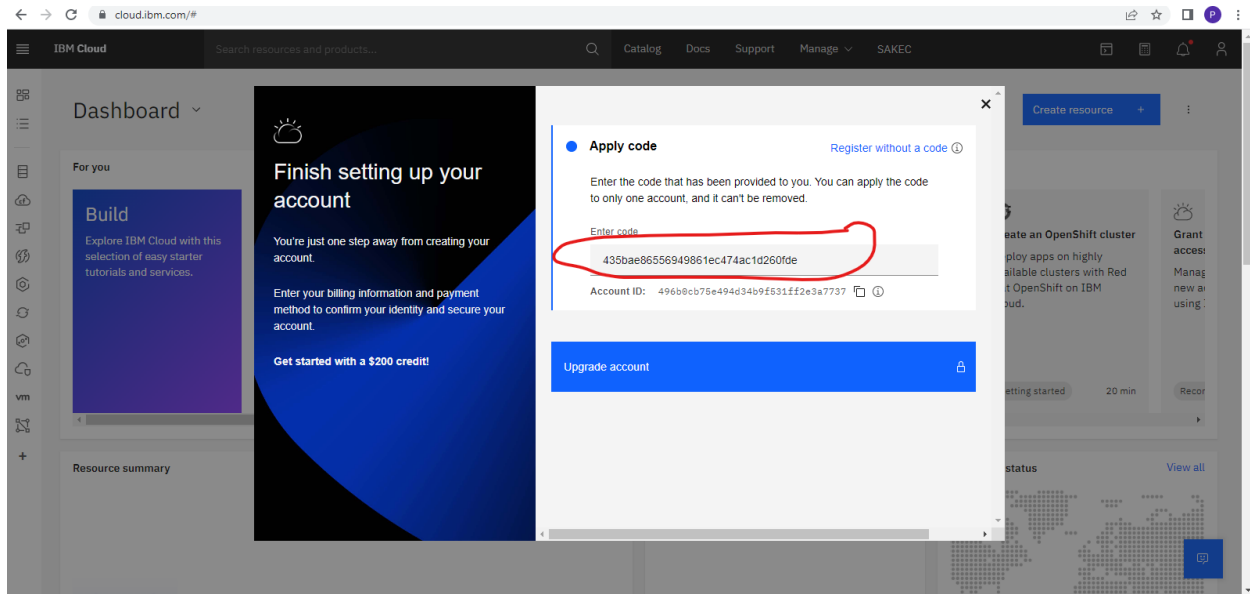 cloud.ibm.com/#
P
IBM Cloud
Search resources and products...
Catalog
Docs
Support
Manage
SAKEC
Dashboard
Create resource +
For you
Build
Explore IBM Cloud with this
selection of easy starter
tutorials and services.
vm
Finish setting up your
account
You're just one step away from creating your
account.
Enter your billing information and payment
method to confirm your identity and secure your
account.
Get started with a $200 credit!
Apply code
Register without a code
Enter the code that has been provided to you. You can apply the code
to only one account, and it can't be removed.
Enter code
435bae86556949861ec474ac1d260fde
Account ID: 496b0cb75e494d34b9f531ff2e3a7737
Upgrade account
eate an OpenShift cluster
ploy apps on highly
ailable clusters with Red
t OpenShift on IBM
oud.
etting started
20 min
Grant
access
Manag
new a
using
Recor
Resource summary
status
View all